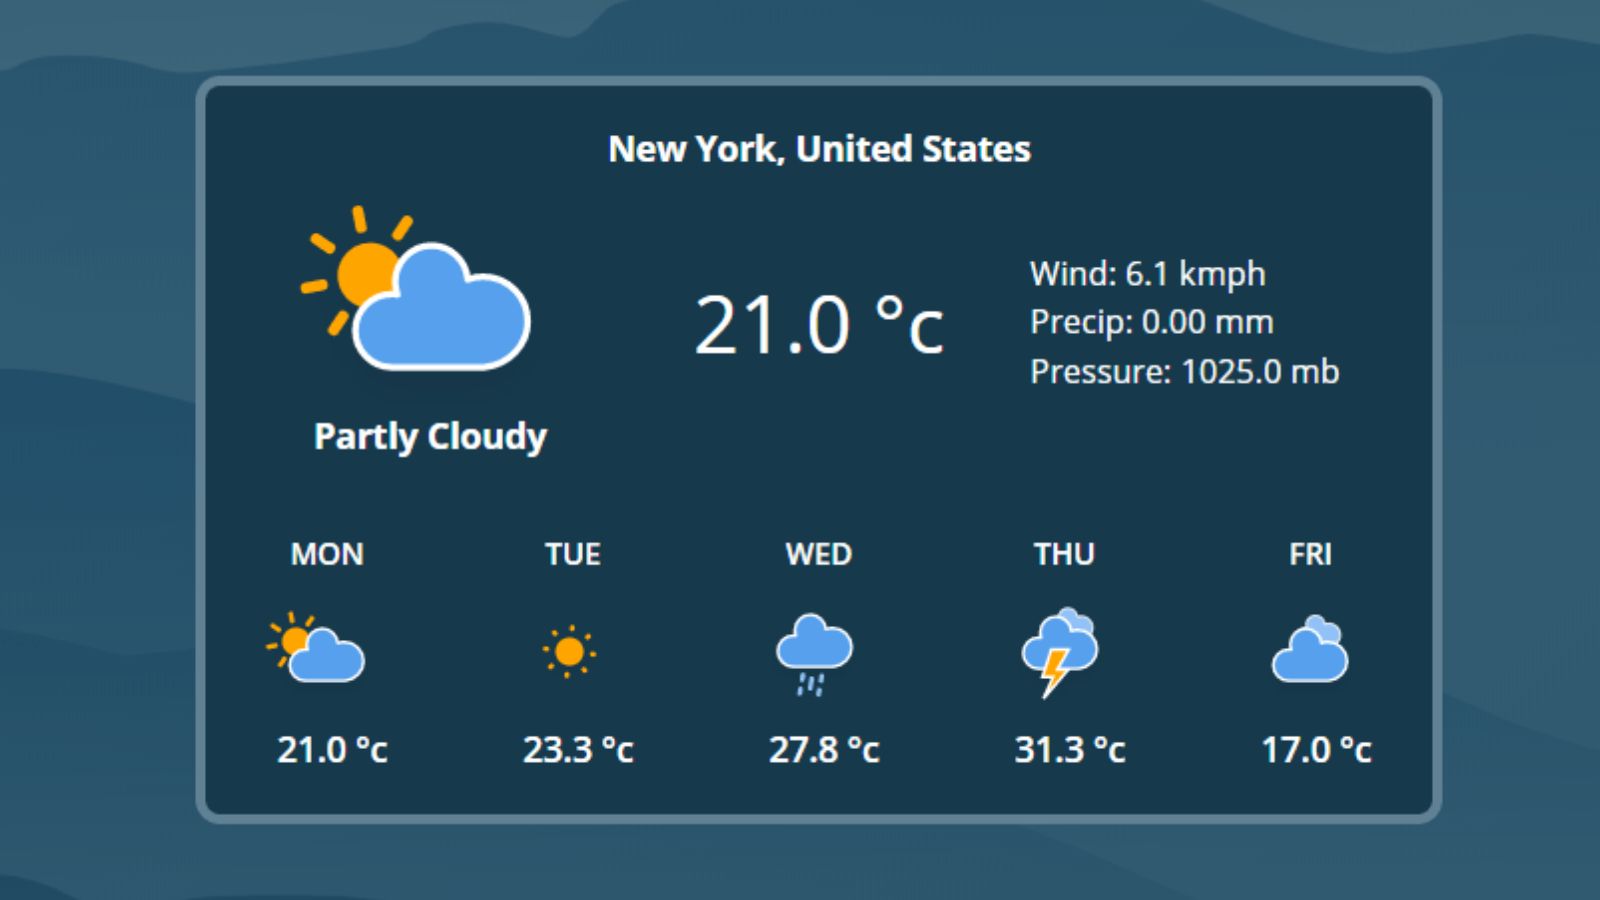 New York, United States
21.0 °c
Wind: 6.1 kmph
Precip: 0.00 mm
Pressure: 1025.0 mb
Partly Cloudy
MON TUE WED THU FRI
21.0 °c 23.3 °c 27.8 °c 31.3 °c 17.0 °c